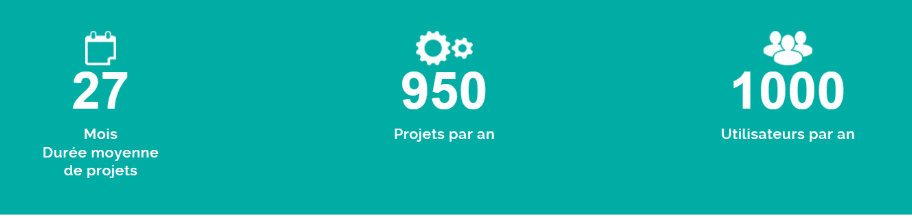 27
Mois
Durée moyenne
de projets
950
Projets par an
1000
Utilisateurs par an